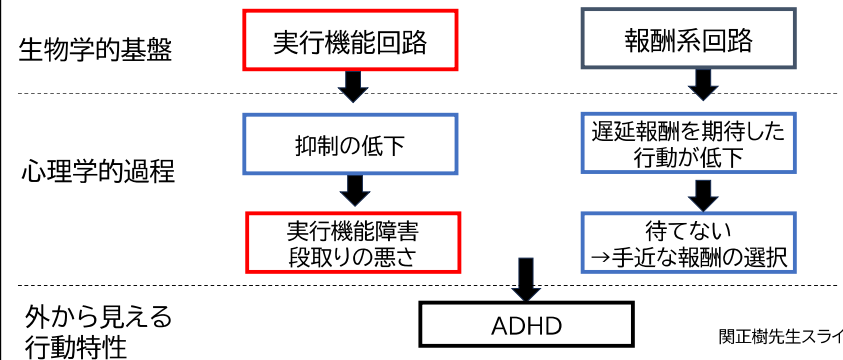 生物学的基盤
実行機能回路
報酬系回路
心理学的過程
抑制の低下
遅延報酬を期待した
行動が低下
実行機能障害
段取りの悪さ
待てない
→手近な報酬の選択
外から見える
行動特性
ADHD
関正樹先生スライ